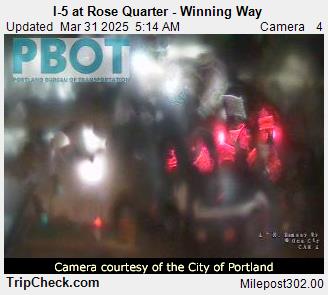 I-5 at Rose Quarter - Winning Way
Updated Mar 31 2025 5:14 AM Camera 4
PBOT
PORTLAND BUREAU OF TRANSPORTATION
Camera courtesy of the City of Portland
TripCheck.com Milepost302.00